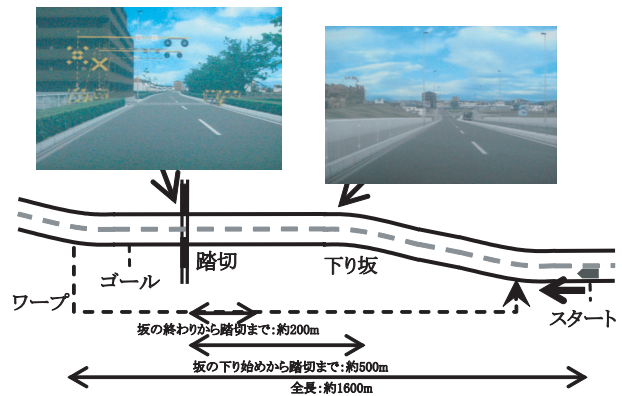 踏切
下り坂
ゴール
ワープ
スタート
坂の終わりから踏切まで：約200m
坂の下り始めから踏切まで：約500m
全長：約1600m